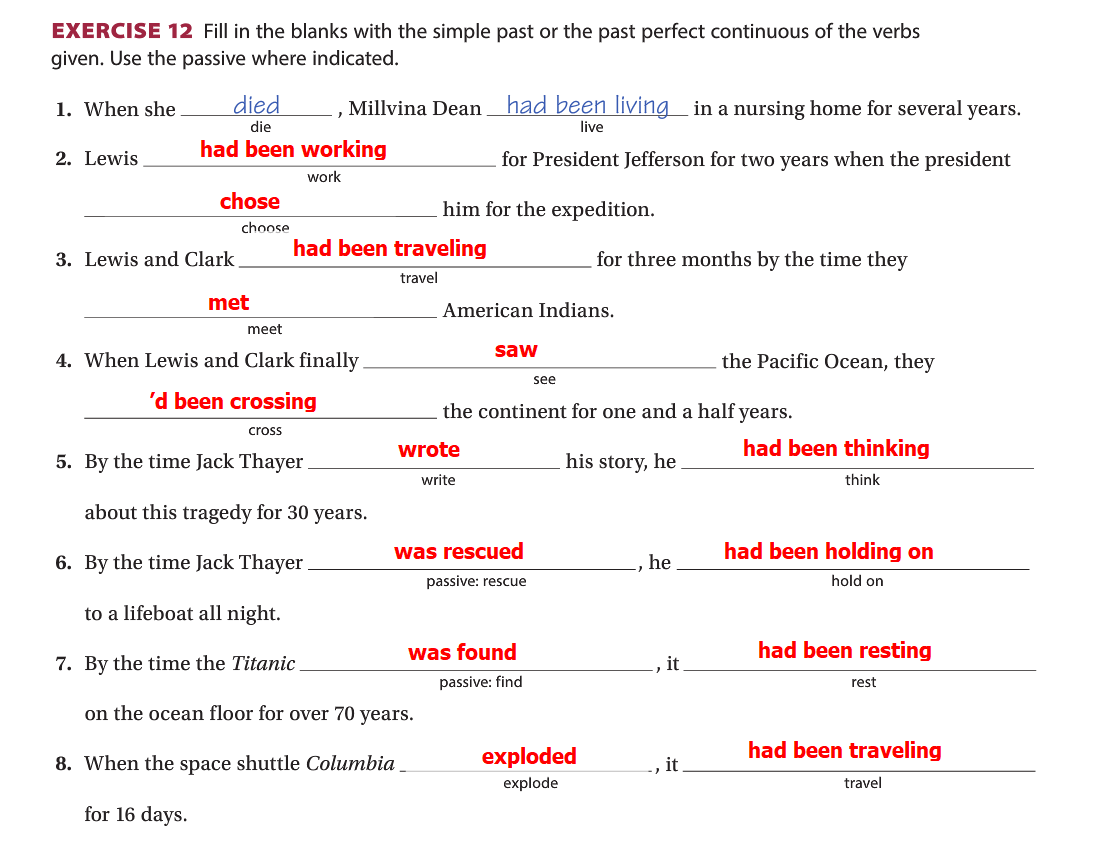 EXERCISE 12 Fill in the blanks with the simple past or the past perfect continuous of the verbs
given. Use the passive where indicated.
1. When she died, Millvina Dean had been living in a nursing home for several years.
die live
2. Lewis had been working for President Jefferson for two years when the president
work
chose him for the expedition.
choose
3. Lewis and Clark had been traveling for three months by the time they
travel
met American Indians.
meet
4. When Lewis and Clark finally saw the Pacific Ocean, they
see
'd been crossing the continent for one and a half years.
cross
5. By the time Jack Thayer wrote his story, he had been thinking
write think
about this tragedy for 30 years.
6. By the time Jack Thayer was rescued, he had been holding on
passive: rescue hold on
to a lifeboat all night.
7. By the time the Titanic was found, it had been resting
passive: find rest
on the ocean floor for over 70 years.
8. When the space shuttle Columbia exploded, it had been traveling
explode travel
for 16 days.